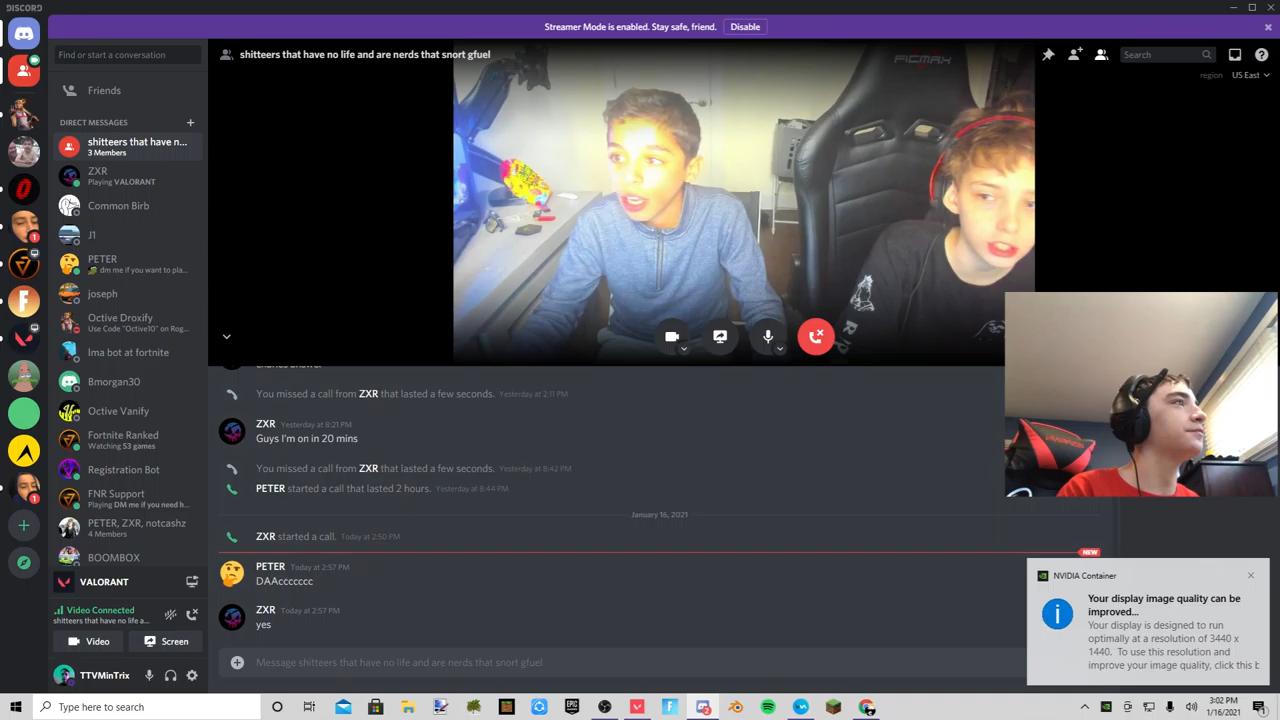 DISCORD
Streamer Mode is enabled. Stay safe, friend.
Disable
Find or start a conversation
shitteers that have no life and are nerds that snort gfuel
Search
region
US East
FICMAX
Friends
DIRECT MESSAGES
shitteers that have n...
3 Members
ZXR
Playing VALORANT
Common Birb
J1
PETER
dm me if you want to pla...
joseph
Octive Droxify
Use Code "Octive10" on Rog...
Ima bot at fortnite
Bmorgan30
Octive Vanify
Fortnite Ranked
Watching 53 games
Registration Bot
FNR Support
Playing DM me if you need h...
PETER, ZXR, notcashz
4 Members
BOOMBOX
VALORANT
Video Connected
shitteers that have no life a...
Video
Screen
TTVMinTrix
You missed a call from ZXR that lasted a few seconds. Yesterday at 2:11 PM
ZXR Yesterday at 8:21 PM
Guys I'm on in 20 mins
You missed a call from ZXR that lasted a few seconds. Yesterday at 8:42 PM
PETER started a call that lasted 2 hours. Yesterday at 8:44 PM
January 16, 2021
ZXR started a call. Today at 2:50 PM
NEW
PETER Today at 2:57 PM
DAAccccccc
ZXR Today at 2:57 PM
yes
Message shitteers that have no life and are nerds that snort gfuel
NVIDIA Container
Your display image quality can be
improved...
Your display is designed to run
optimally at a resolution of 3440 x
1440. To use this resolution and
improve your image quality, click this b
Type here to search
3:02 PM
1/16/2021